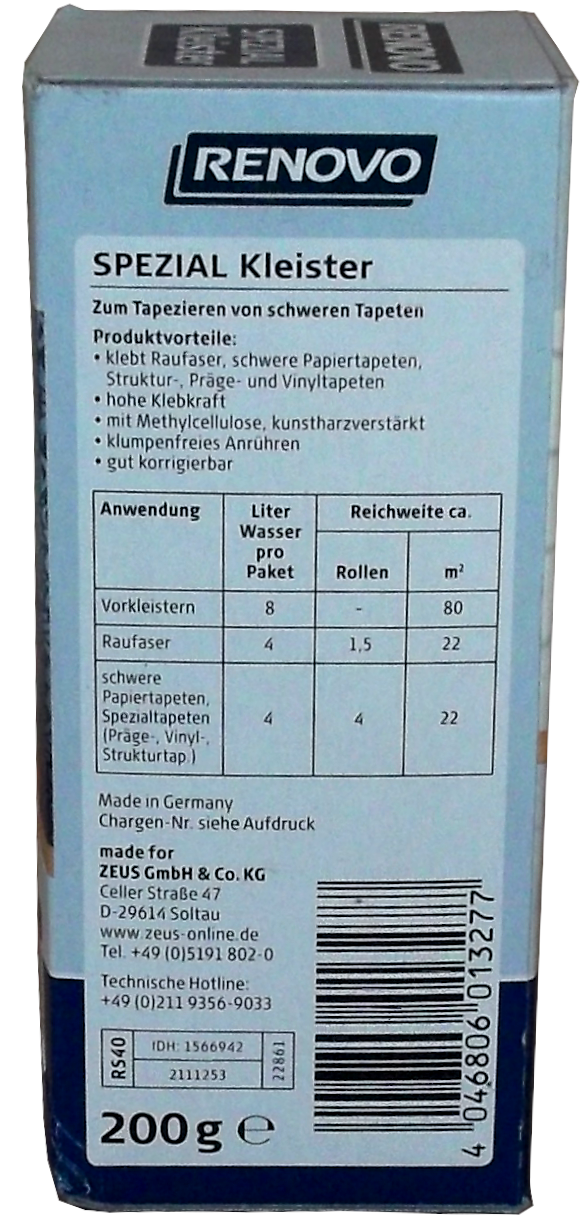 SPEZIAL
KLEISTER
RENOVO
RENOVO
SPEZIAL Kleister
Zum Tapezieren von schweren Tapeten
Produktvorteile:
• klebt Raufaser, schwere Papiertapeten,
Struktur-, Präge- und Vinyltapeten
• hohe Klebkraft
• mit Methylcellulose, kunstharzverstärkt
• klumpenfreies Anrühren
• gut korrigierbar
Anwendung Liter Reichweite ca.
Wasser
pro
Paket Rollen m²
Vorkleistern 8 - 80
Raufaser 4 1,5 22
schwere
Papiertapeten,
Spezialtapeten 4 4 22
(Präge-, Vinyl-,
Strukturtap.)
Made in Germany
Chargen-Nr. siehe Aufdruck
made for
ZEUS GmbH & Co. KG
Celler Straße 47
D-29614 Soltau
www.zeus-online.de
Tel. +49 (0)5191 802-0
Technische Hotline:
+49 (0)211 9356-9033
RS40
IDH: 1566942
2111253
22861
200 g ℮
4 046806 013277